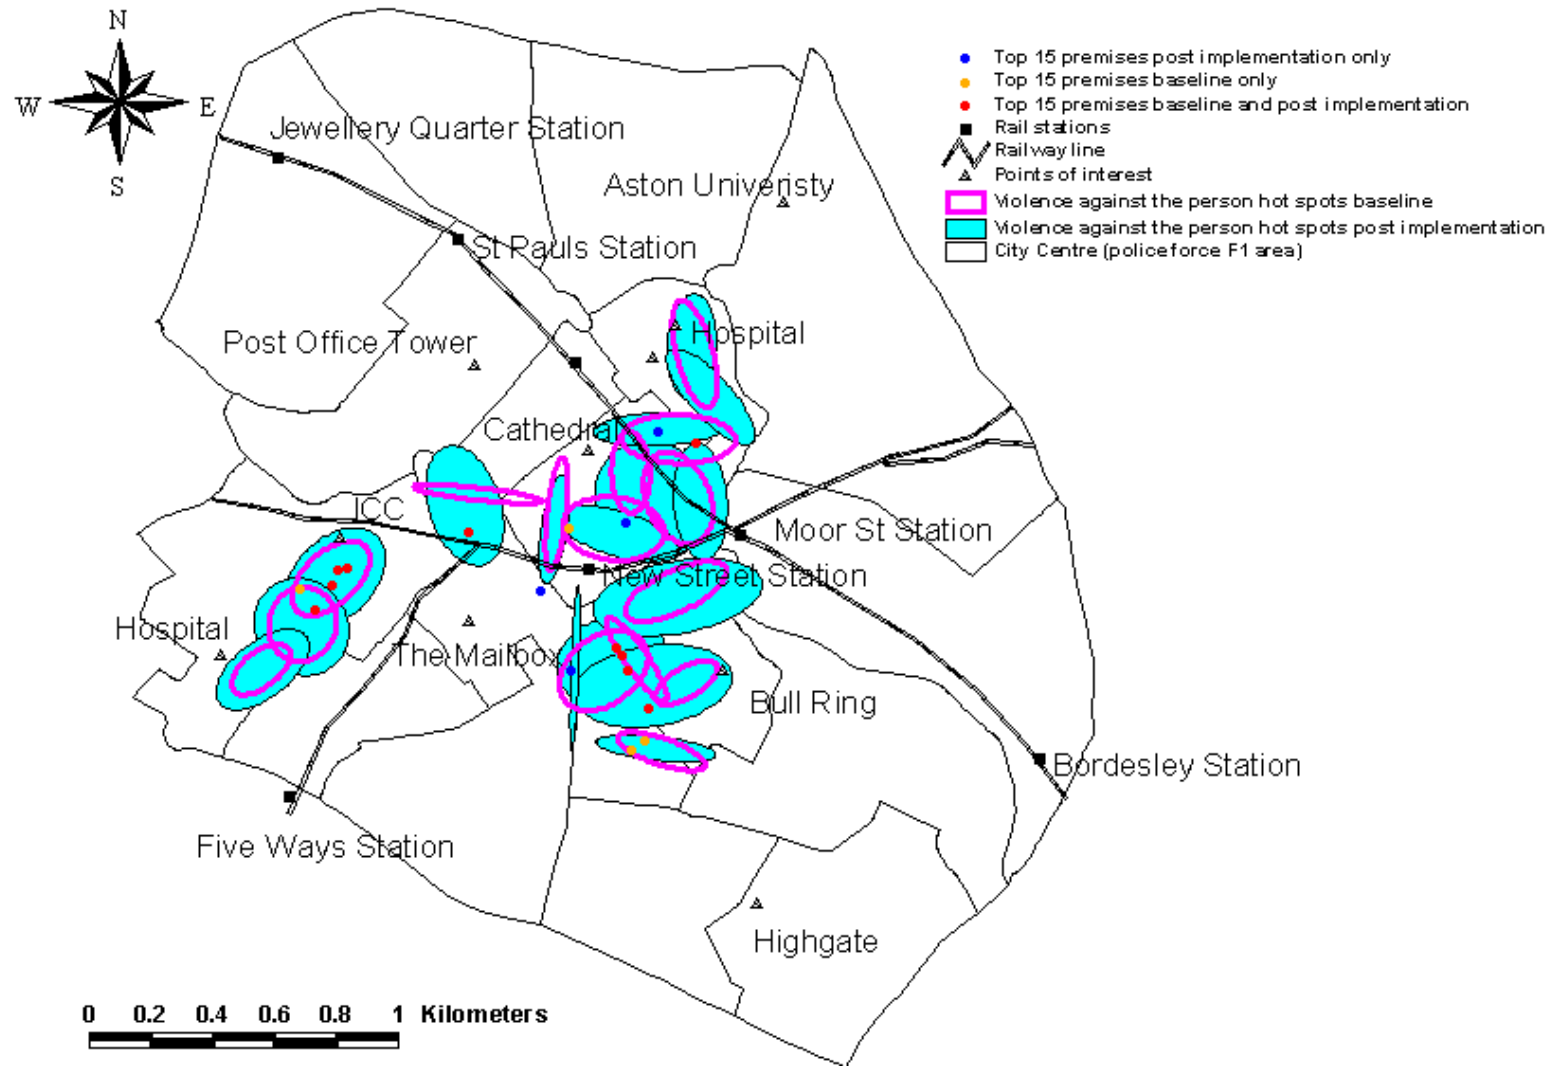 N
W E
S
Top 15 premises post implementation only
Top 15 premises baseline only
Top 15 premises baseline and post implementation
Rail stations
Railway line
Points of interest
Violence against the person hot spots baseline
Violence against the person hot spots post implementation
City Centre (police force F1 area)
Jewellery Quarter Station
Aston Univeristy
St Pauls Station
Post Office Tower
Hospital
Cathedral
ICC
Moor St Station
New Street Station
Hospital
The Mailbox
Bull Ring
Bordesley Station
Five Ways Station
Highgate
0 0.2 0.4 0.6 0.8 1 Kilometers